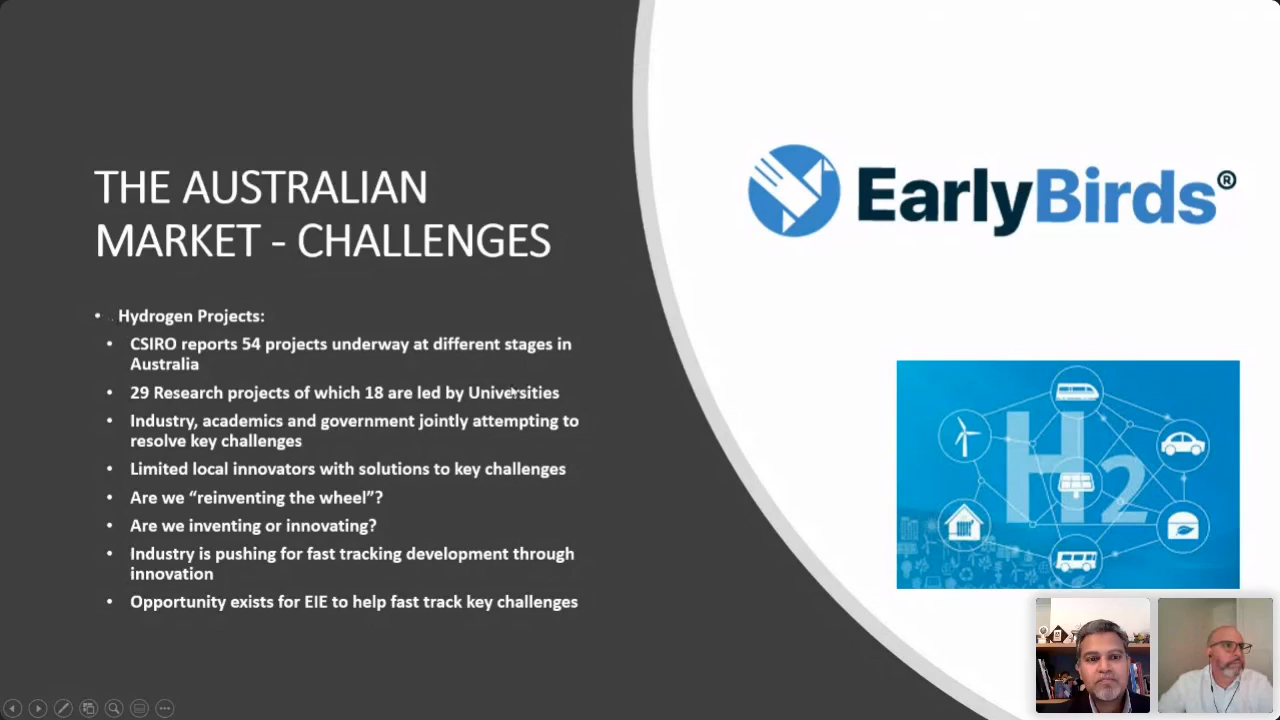 THE AUSTRALIAN
MARKET - CHALLENGES
• Hydrogen Projects:
• CSIRO reports 54 projects underway at different stages in
Australia
• 29 Research projects of which 18 are led by Universities
• Industry, academics and government jointly attempting to
resolve key challenges
• Limited local innovators with solutions to key challenges
• Are we “reinventing the wheel”?
• Are we inventing or innovating?
• Industry is pushing for fast tracking development through
innovation
• Opportunity exists for EIE to help fast track key challenges
EarlyBirds®
H2